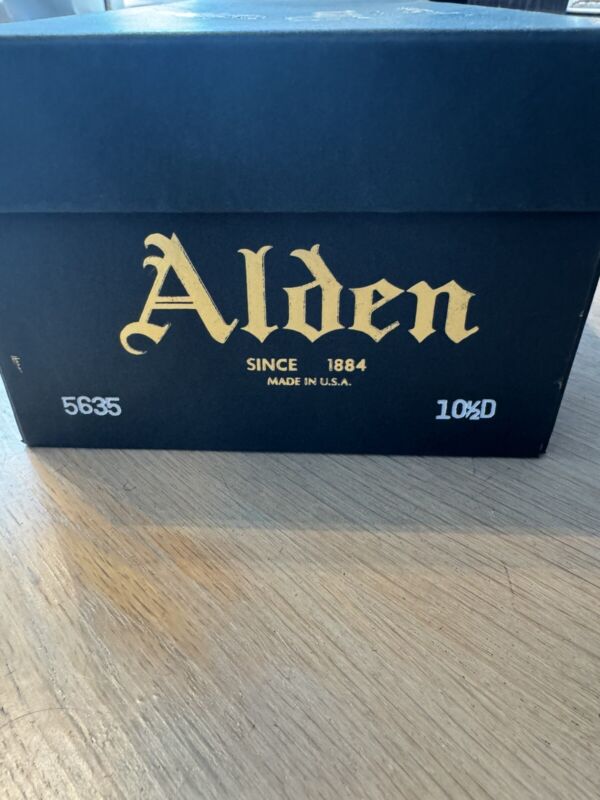 Alden
SINCE 1884
MADE IN U.S.A.
5635
10½D